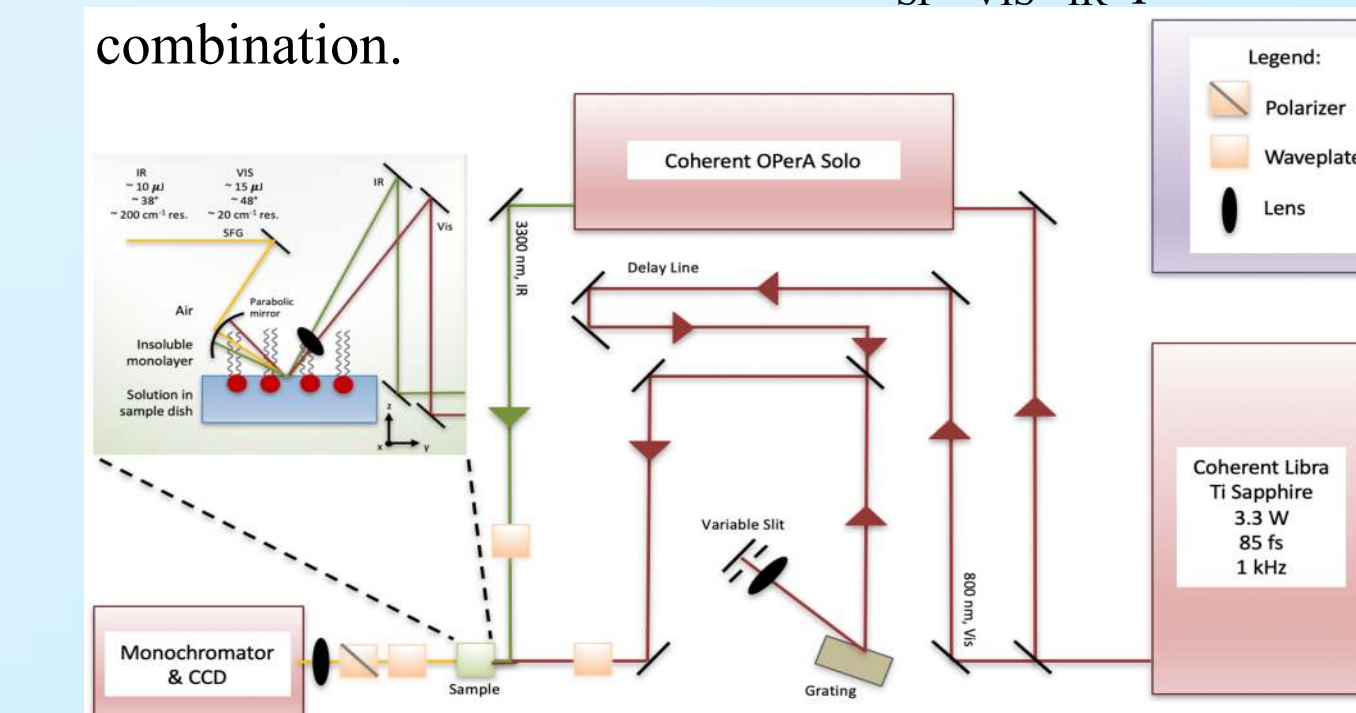 SF VIS IR
combination.
Legend:
Polarizer
Waveplate
Lens
Coherent OPerA Solo
IR
~ 10 μJ
~ 38°
~ 200 cm⁻¹ res.
VIS
~ 15 μJ
~ 48°
~ 20 cm⁻¹ res.
SFG
IR
Vis
Air
Parabolic
mirror
Insoluble
monolayer
Solution in
sample dish
z
x
Y
3300 nm, IR
Delay Line
Variable Slit
800 nm, Vis
Coherent Libra
Ti Sapphire
3.3 W
85 fs
1 kHz
Monochromator
& CCD
Sample
Grating